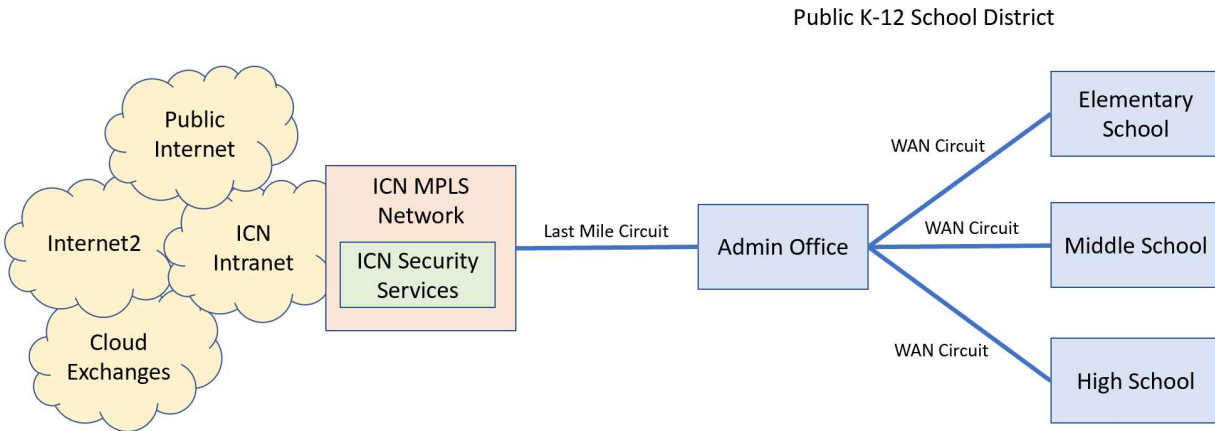 Public K-12 School District
Public
Internet
Internet2
ICN
Intranet
Cloud
Exchanges
ICN MPLS
Network
ICN Security
Services
Last Mile Circuit
Admin Office
WAN Circuit
WAN Circuit
WAN Circuit
Elementary
School
Middle School
High School